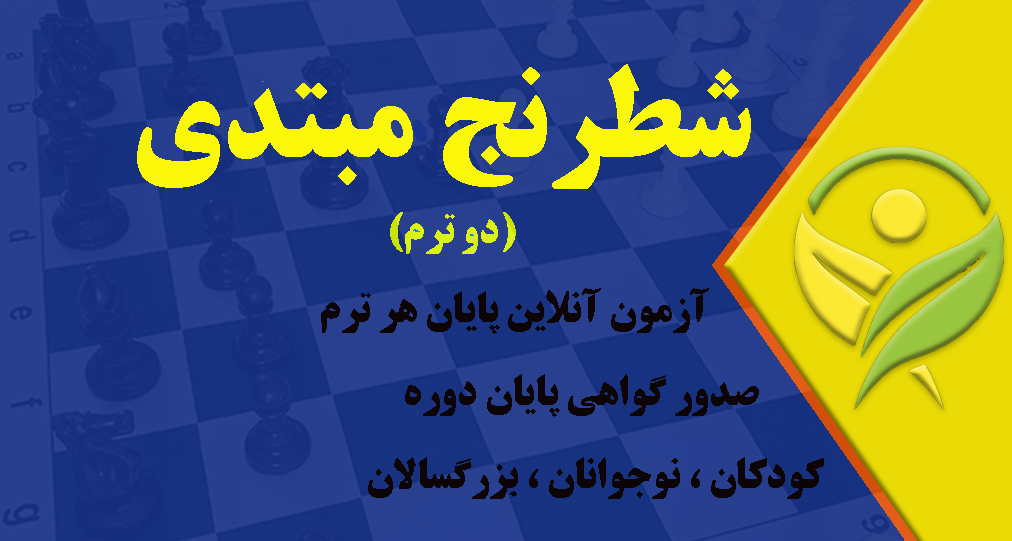 شطرنج مبتدی
(دو ترم)
آزمون آنلاین پایان هر ترم
صدور گواهی پایان دوره
کودکان ، نوجوانان ، بزرگسالان
a
b
c
d
e
f
g
g